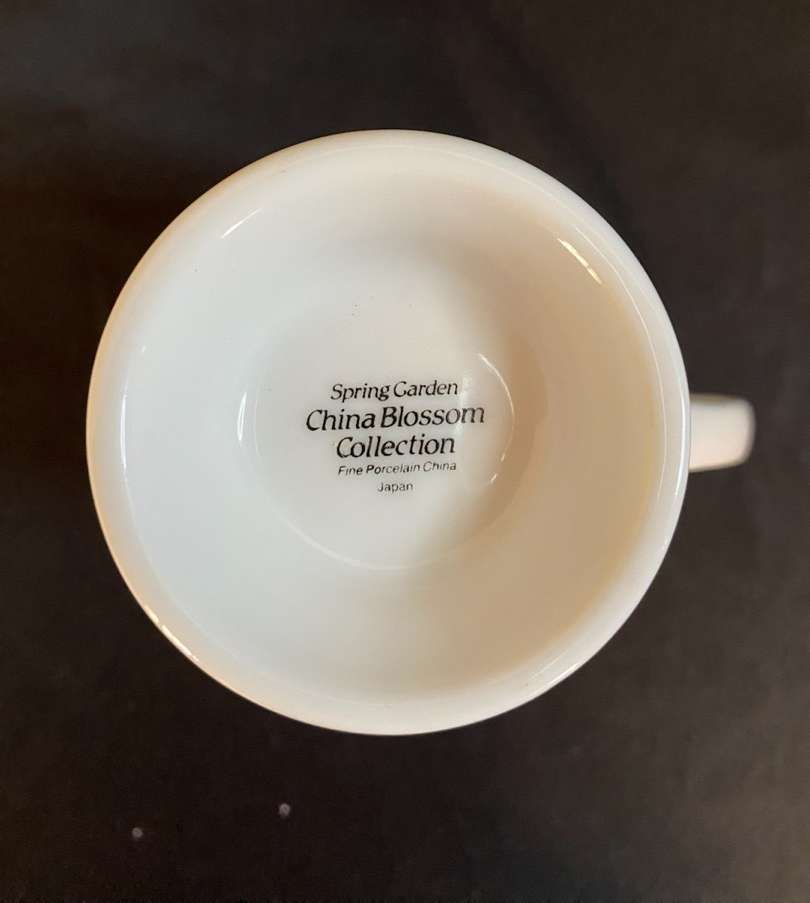 Spring Garden
China Blossom
Collection
Fine Porcelain China
Japan